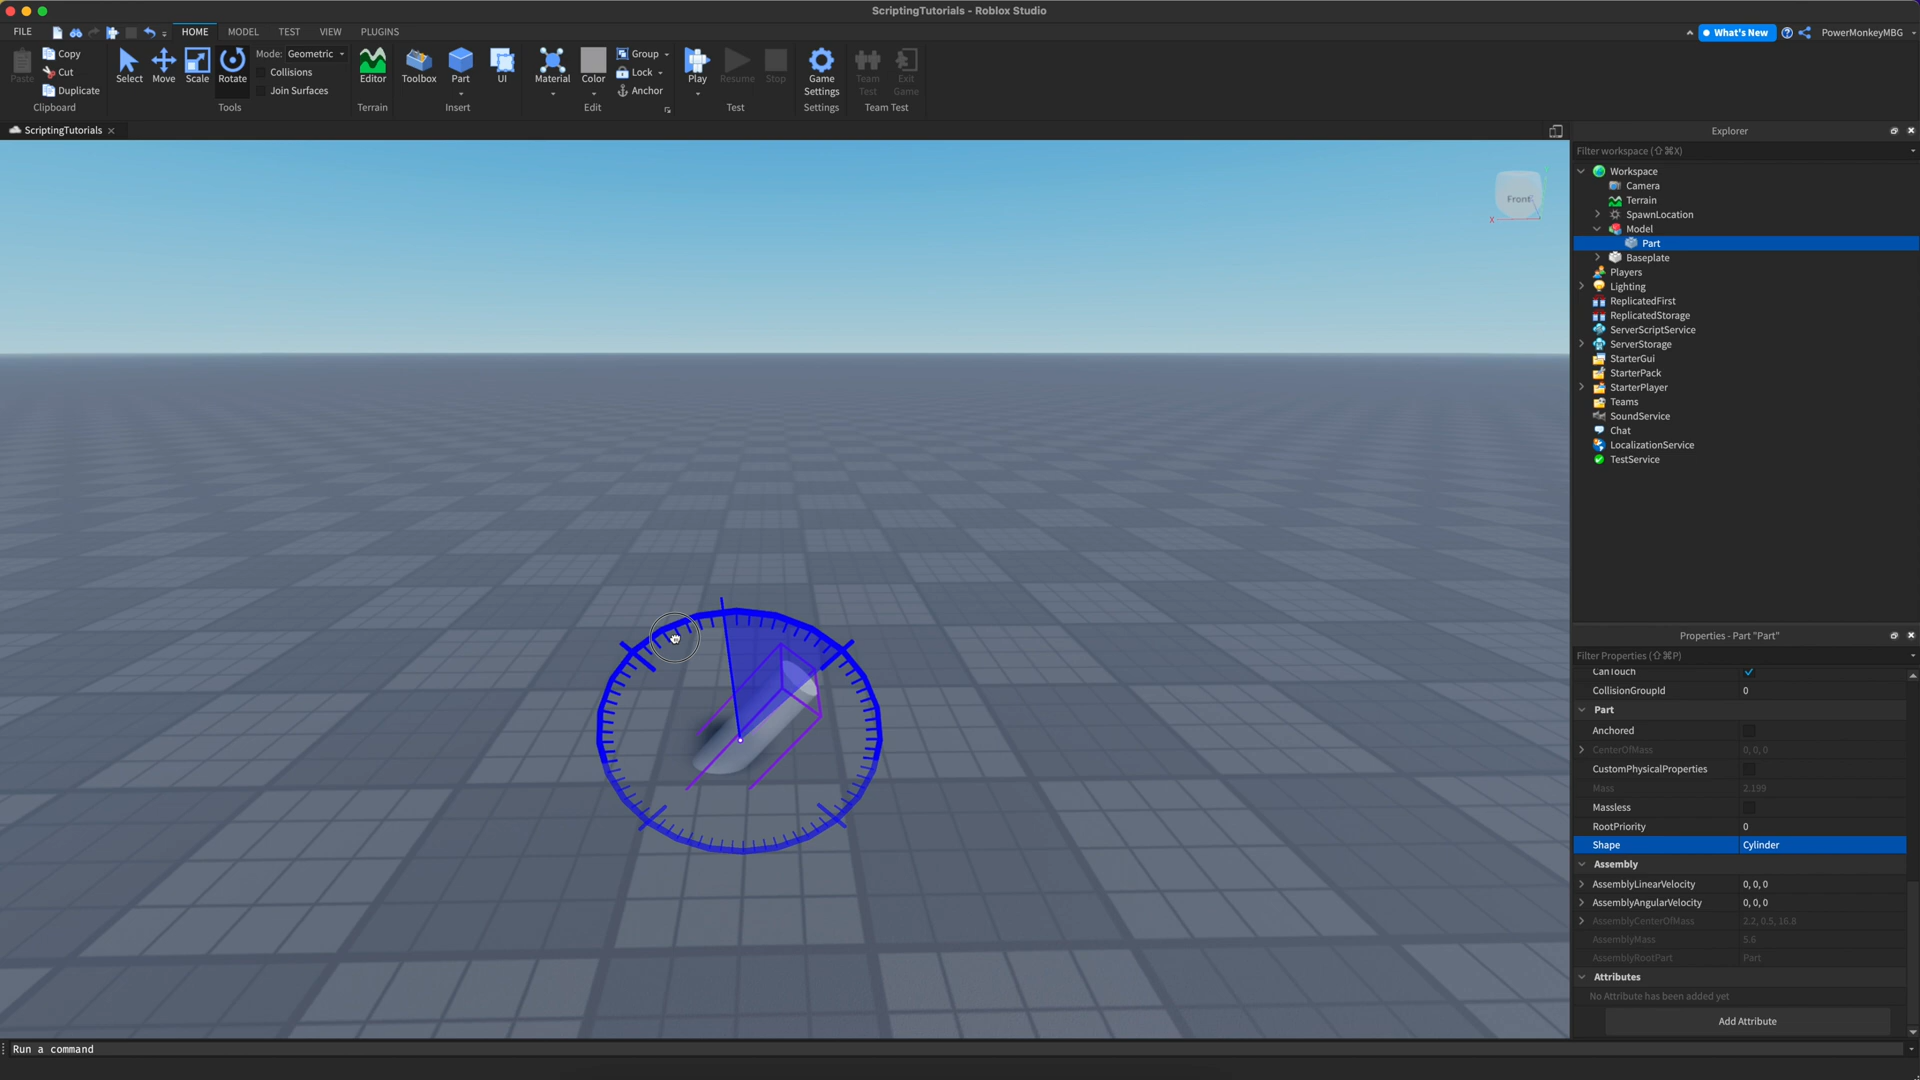 ScriptingTutorials - Roblox Studio
FILE HOME MODEL TEST VIEW PLUGINS
What's New PowerMonkeyMBG
Paste Copy Cut Duplicate
Clipboard
Select Move Scale Rotate
Mode: Geometric
Collisions
Join Surfaces
Tools
Editor
Terrain
Toolbox Part UI
Insert
Material Color Group Lock Anchor
Edit
Play Resume Stop
Test
Game Settings
Settings
Team Test Exit Game
Team Test
ScriptingTutorials
Front
X
Explorer
Filter workspace (⇧⌘X)
Workspace
Camera
Terrain
SpawnLocation
Model
Part
Baseplate
Players
Lighting
ReplicatedFirst
ReplicatedStorage
ServerScriptService
ServerStorage
StarterGui
StarterPack
StarterPlayer
Teams
SoundService
Chat
LocalizationService
TestService
Properties - Part "Part"
Filter Properties (⇧⌘P)
CanTouch
CollisionGroupId 0
Part
Anchored
CenterOfMass 0, 0, 0
CustomPhysicalProperties
Mass 2.199
Massless
RootPriority 0
Shape Cylinder
Assembly
AssemblyLinearVelocity 0, 0, 0
AssemblyAngularVelocity 0, 0, 0
AssemblyCenterOfMass 2.2, 0.5, 16.8
AssemblyMass 5.6
AssemblyRootPart Part
Attributes
No Attribute has been added yet
Add Attribute
Run a command